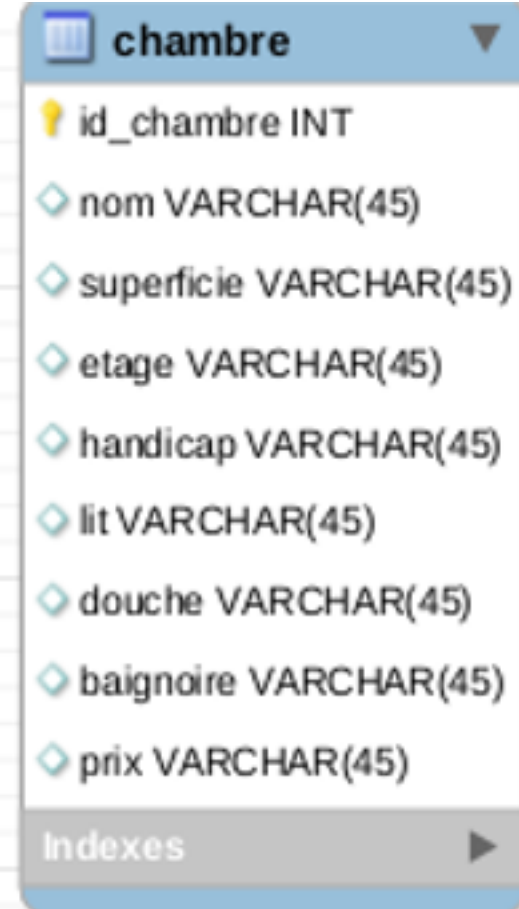 chambre
id_chambre INT
nom VARCHAR(45)
superficie VARCHAR(45)
etage VARCHAR(45)
handicap VARCHAR(45)
lit VARCHAR(45)
douche VARCHAR(45)
baignoire VARCHAR(45)
prix VARCHAR(45)
Indexes